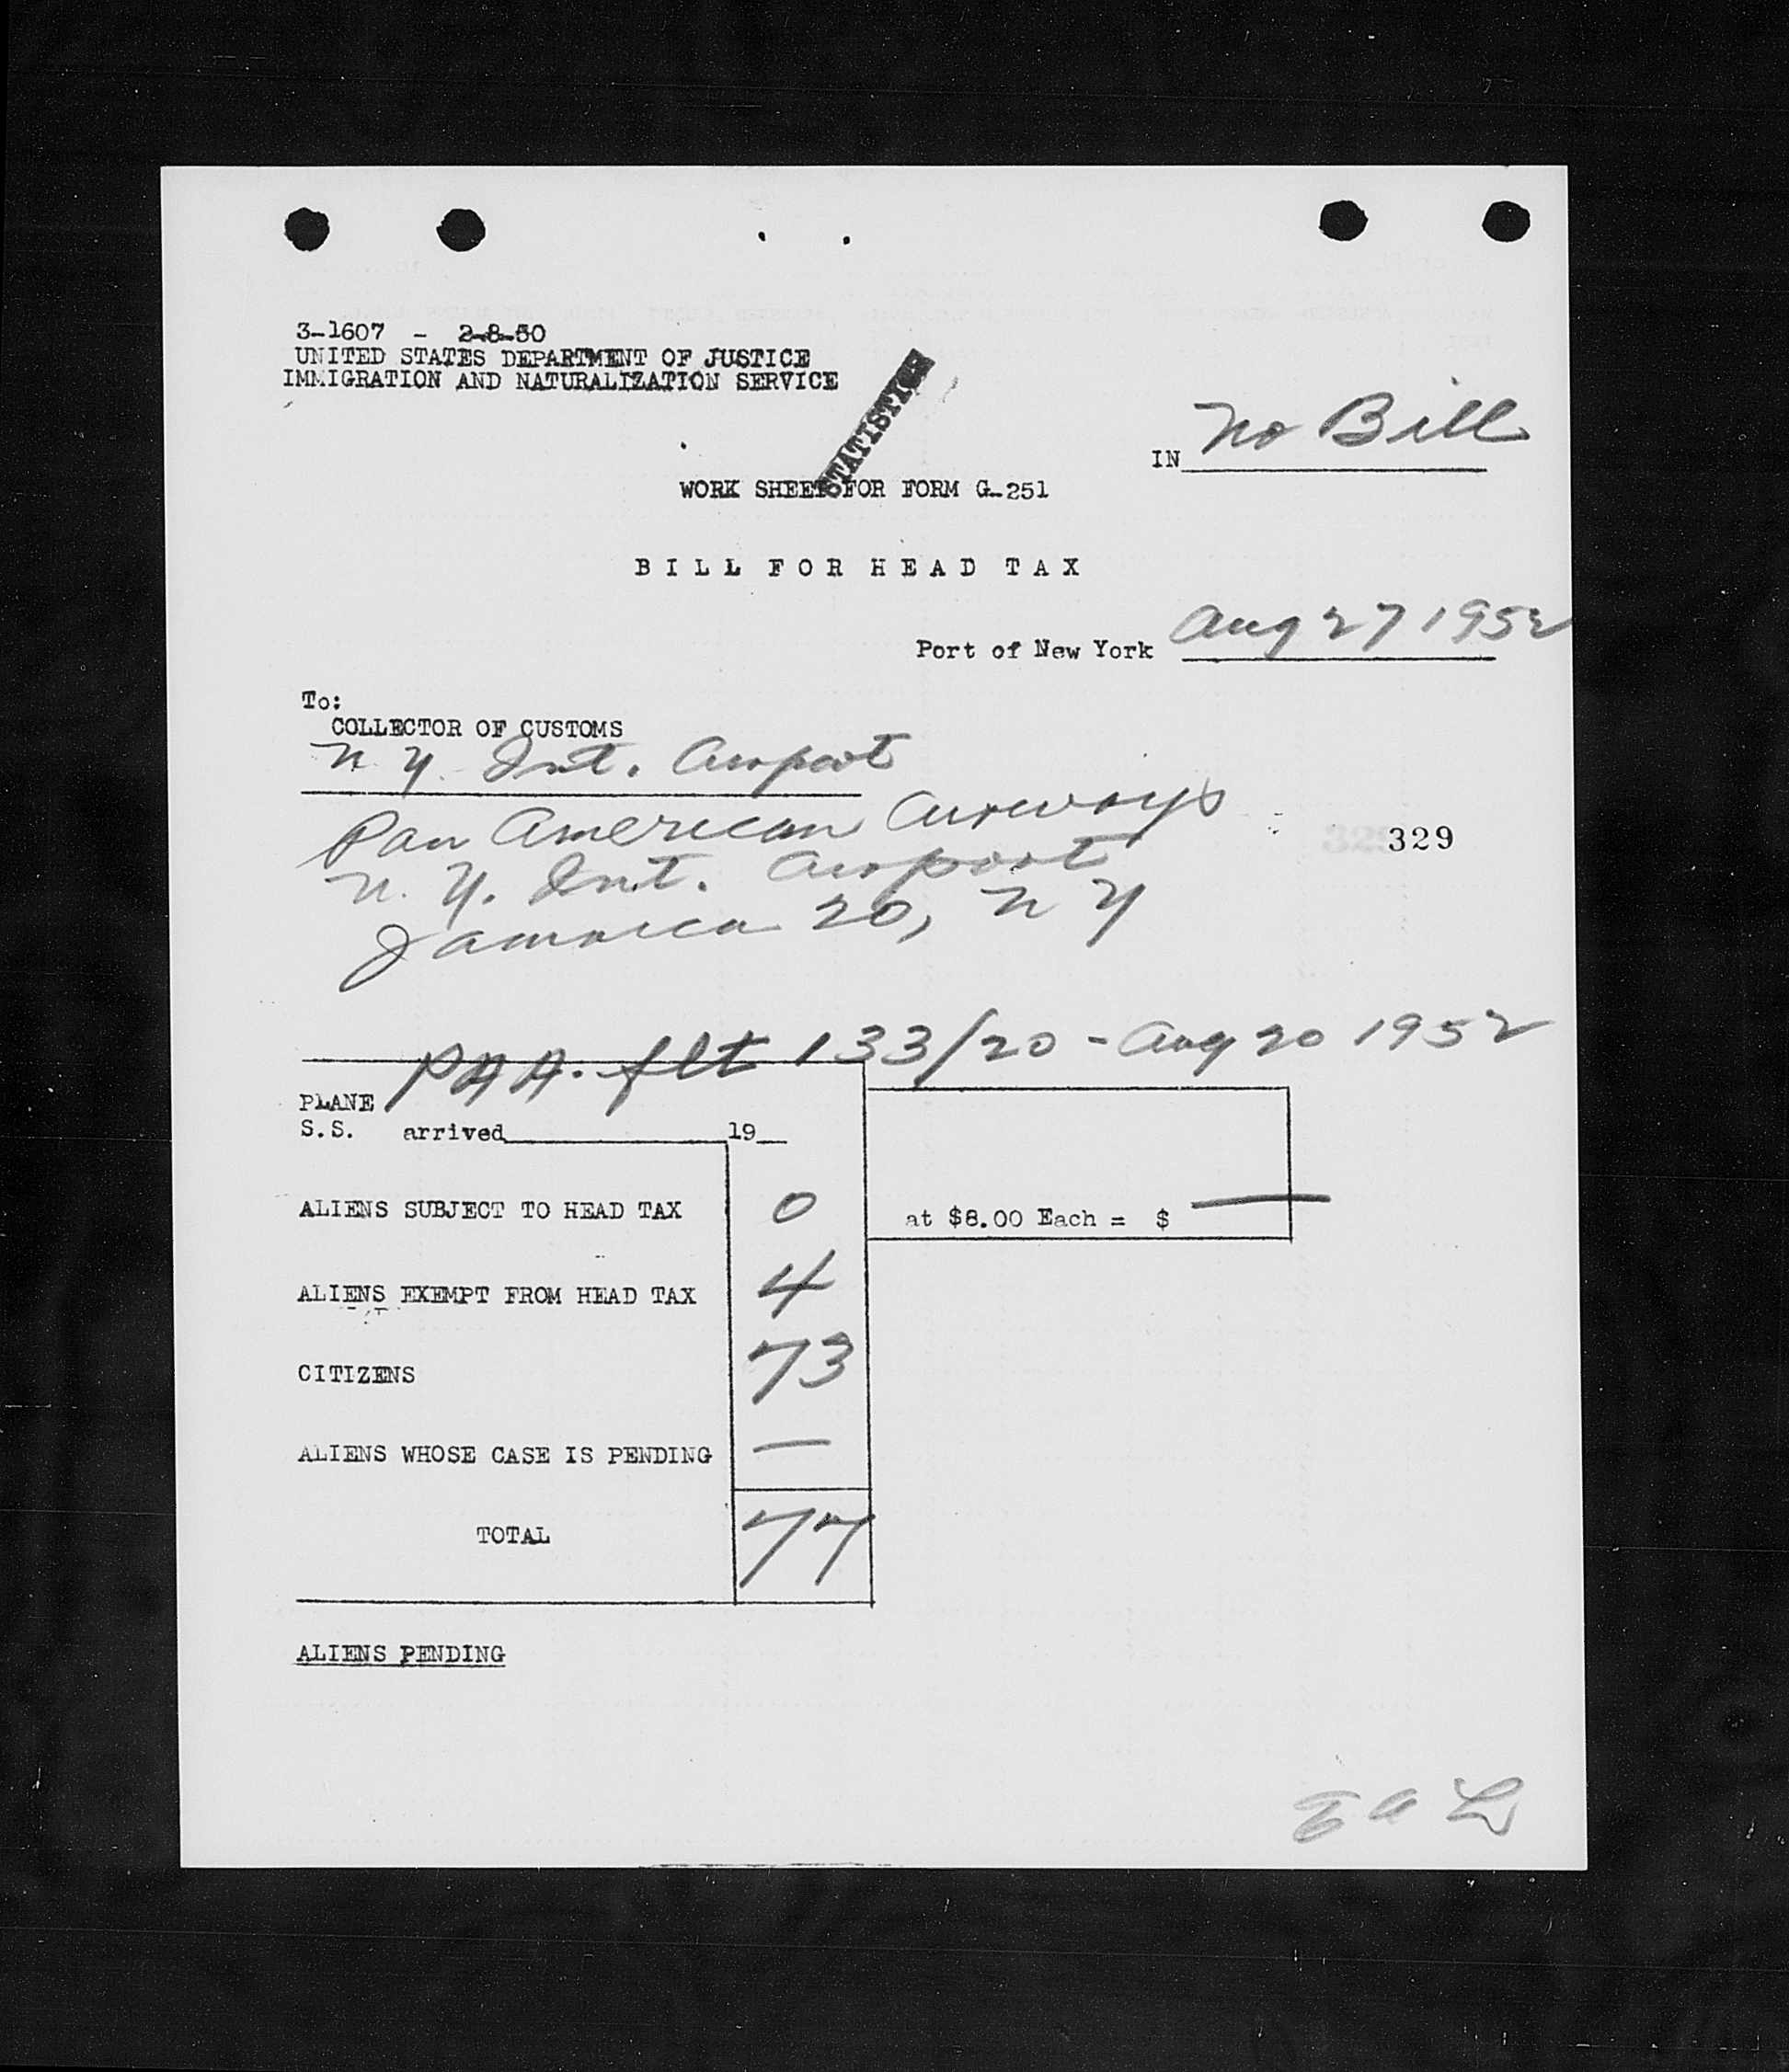 3-1607 - 2-8-50
UNITED STATES DEPARTMENT OF JUSTICE
IMMIGRATION AND NATURALIZATION SERVICE
STATISTICS
IN No Bill
WORK SHEET FOR FORM G-251
BILL FOR HEAD TAX
Port of New York Aug 27 1952
To:
COLLECTOR OF CUSTOMS
N. Y. Int. Airport
Pan American Airways
329
N. Y. Int. Airport
Jamaica 20, N Y
PAA. flt 133/20 - Aug 20 1952
PLANE
S.S. arrived 19
ALIENS SUBJECT TO HEAD TAX 0 at $8.00 Each = $ —
ALIENS EXEMPT FROM HEAD TAX 4
CITIZENS 73
ALIENS WHOSE CASE IS PENDING —
TOTAL 77
ALIENS PENDING